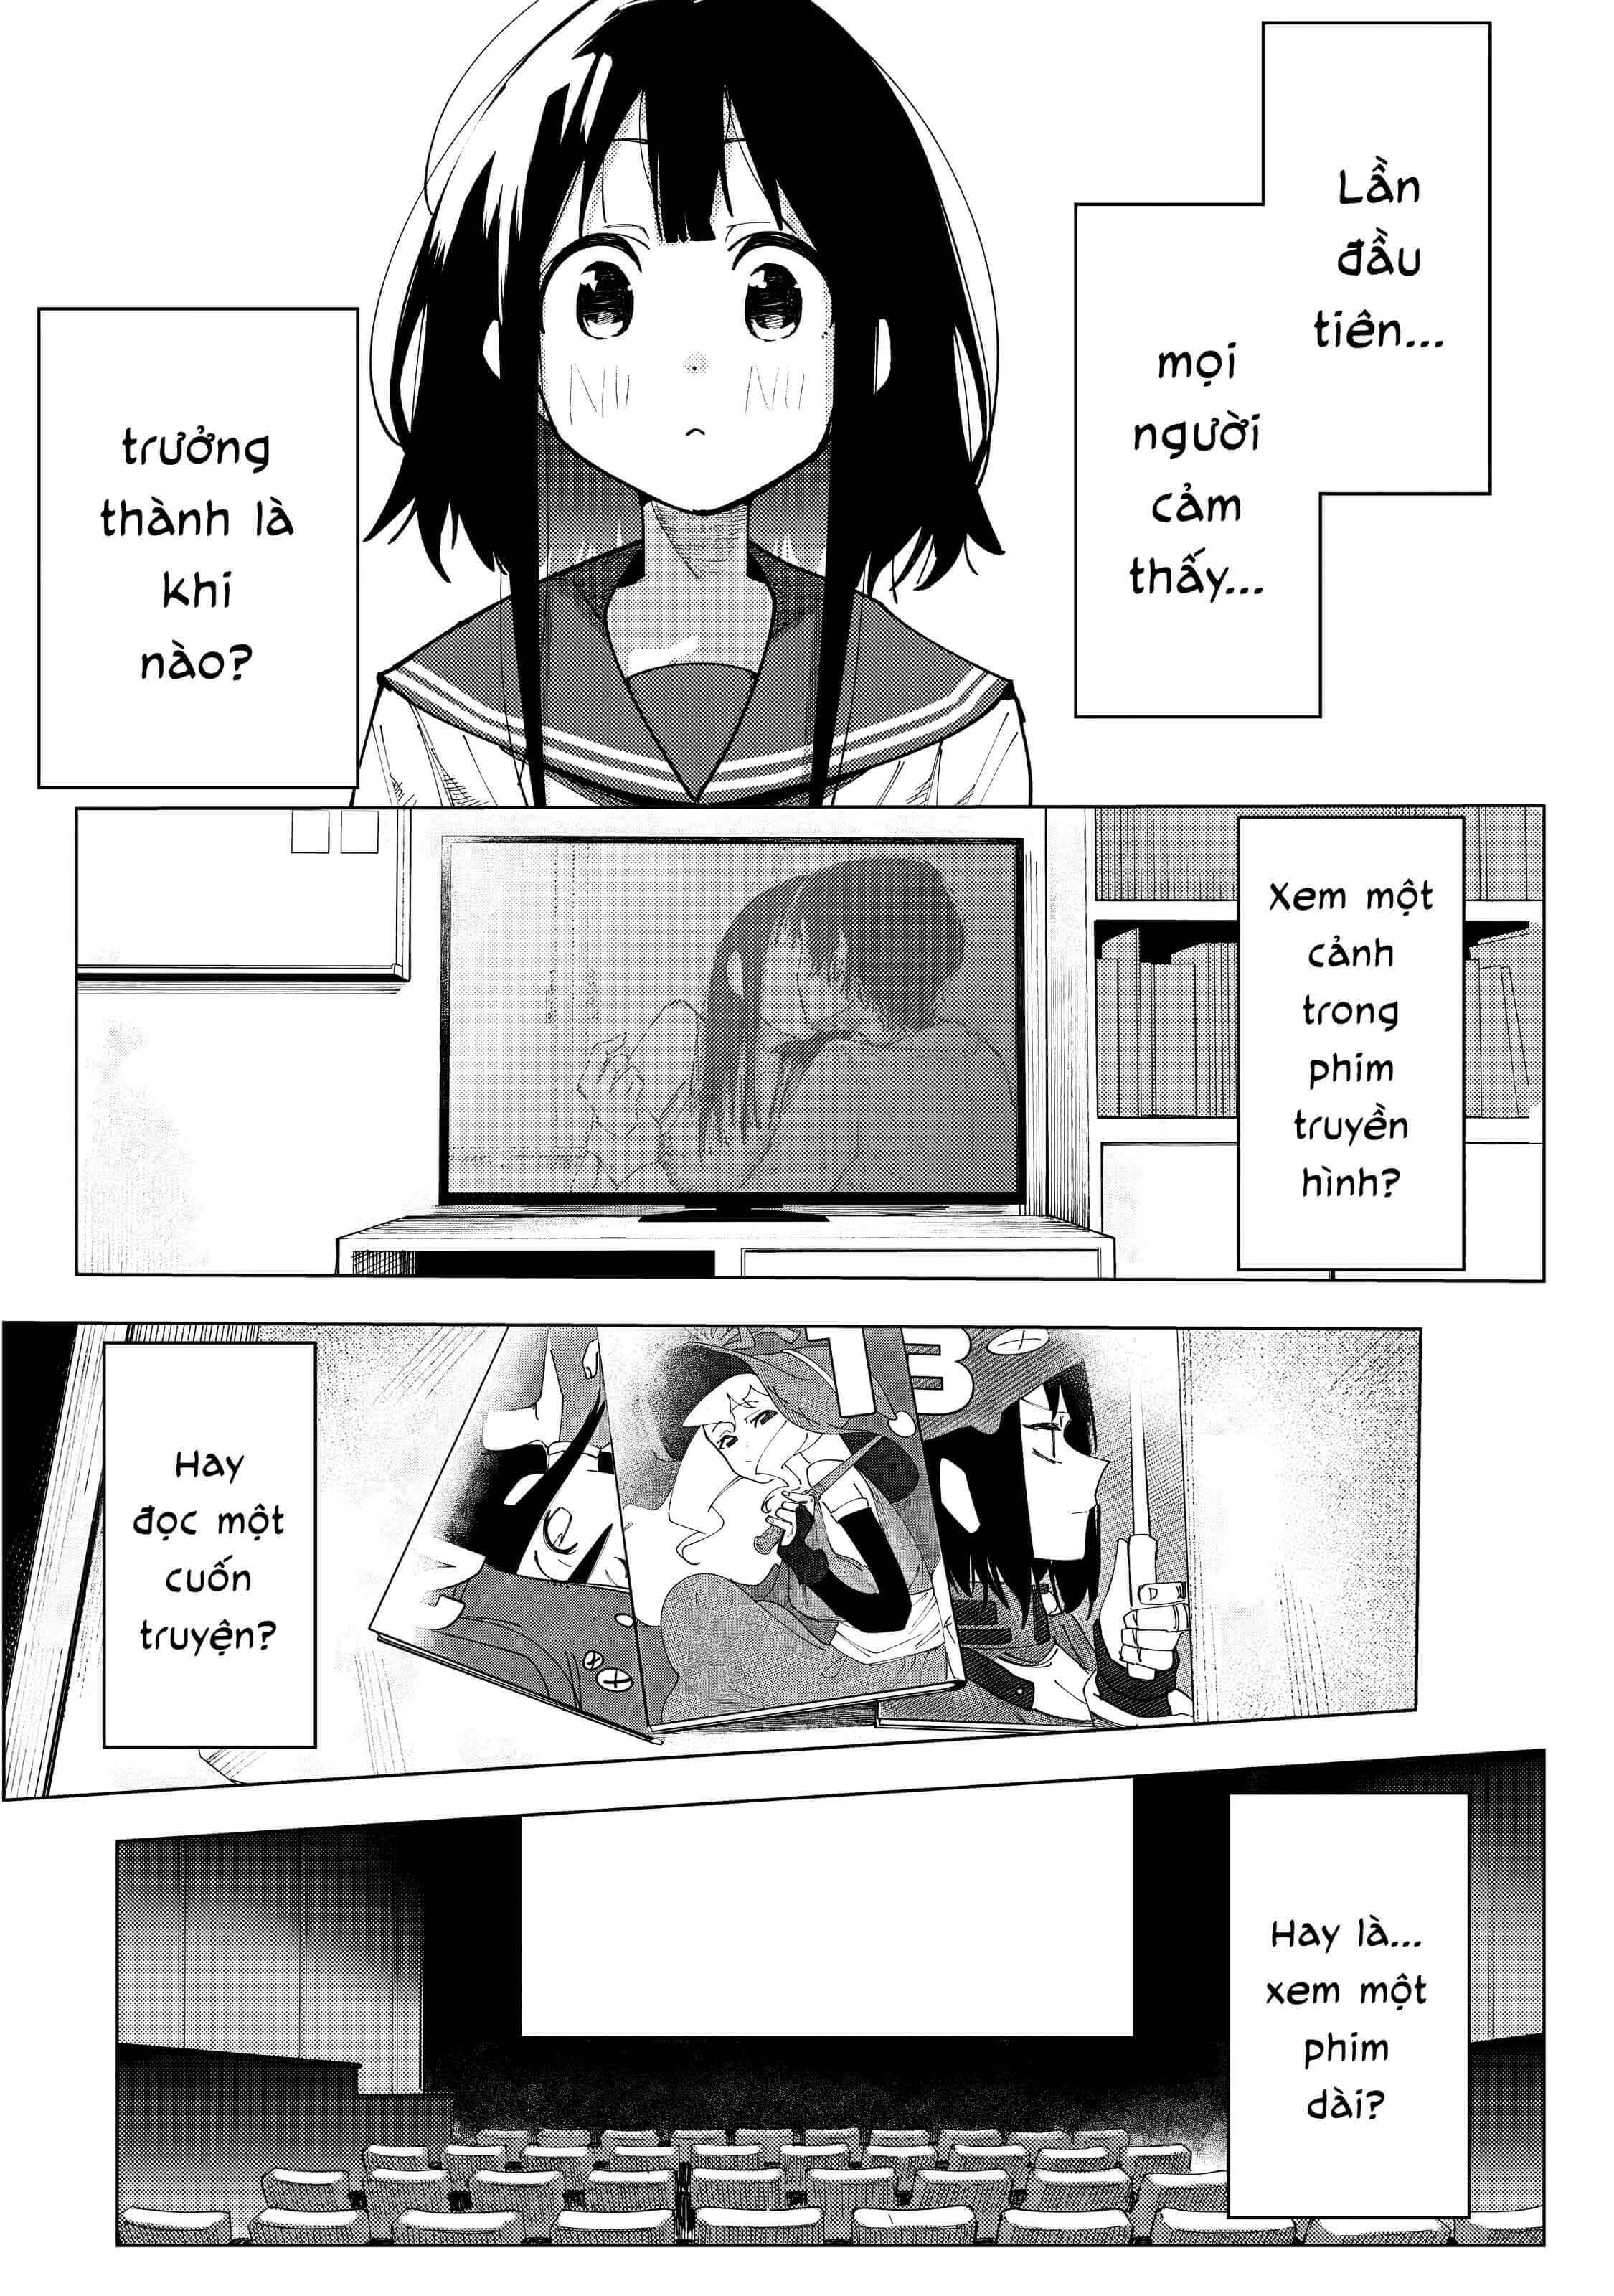 Lần
đầu
tiên...
mọi
người
cảm
thấy...
trưởng
thành là
khi
nào?
Xem một
cảnh
trong
phim
truyền
hình?
13
Hay
đọc một
cuốn
truyện?
Hay là...
xem một
phim
dài?